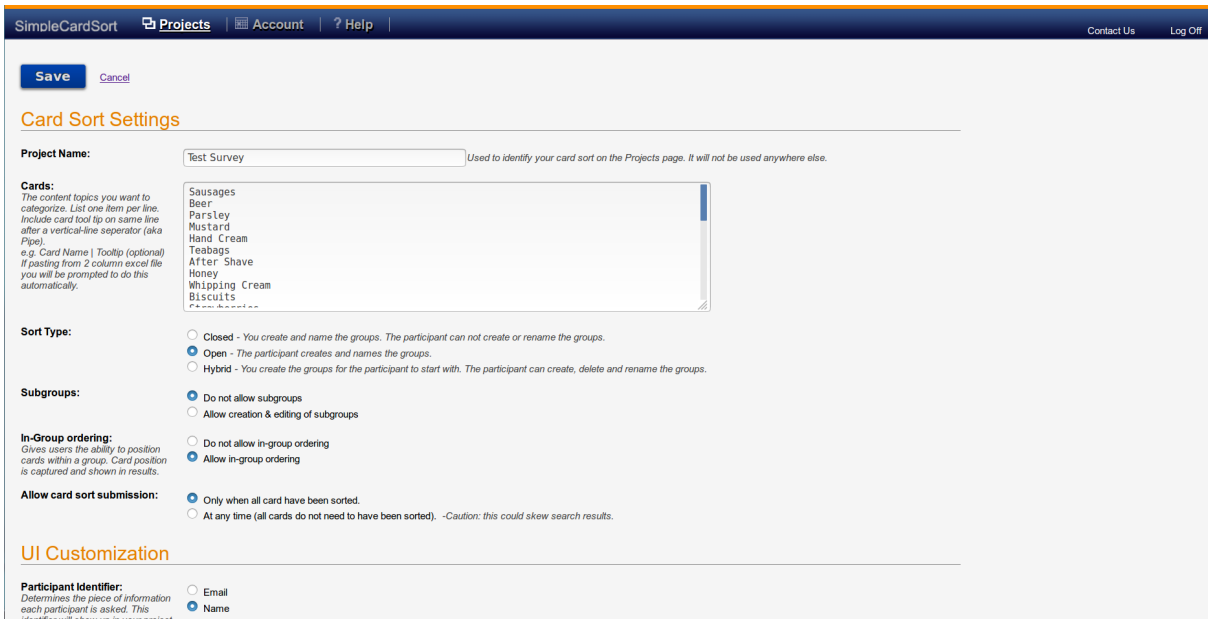 SimpleCardSort Projects Account ? Help
Contact Us Log Off
Save Cancel
Card Sort Settings
Project Name:
Test Survey
Used to identify your card sort on the Projects page. It will not be used anywhere else.
Cards:
The content topics you want to
categorize. List one item per line.
Include card tool tip on same line
after a vertical-line seperator (aka
Pipe).
e.g. Card Name | Tooltip (optional)
If pasting from 2 column excel file
you will be prompted to do this
automatically.
Sausages
Beer
Parsley
Mustard
Hand Cream
Teabags
After Shave
Honey
Whipping Cream
Biscuits
Strawberries
Sort Type:
Closed - You create and name the groups. The participant can not create or rename the groups.
Open - The participant creates and names the groups.
Hybrid - You create the groups for the participant to start with. The participant can create, delete and rename the groups.
Subgroups:
Do not allow subgroups
Allow creation & editing of subgroups
In-Group ordering:
Gives users the ability to position
cards within a group. Card position
is captured and shown in results.
Do not allow in-group ordering
Allow in-group ordering
Allow card sort submission:
Only when all card have been sorted.
At any time (all cards do not need to have been sorted). -Caution: this could skew search results.
UI Customization
Participant Identifier:
Determines the piece of information
each participant is asked. This
identifier will show up in your project
Email
Name